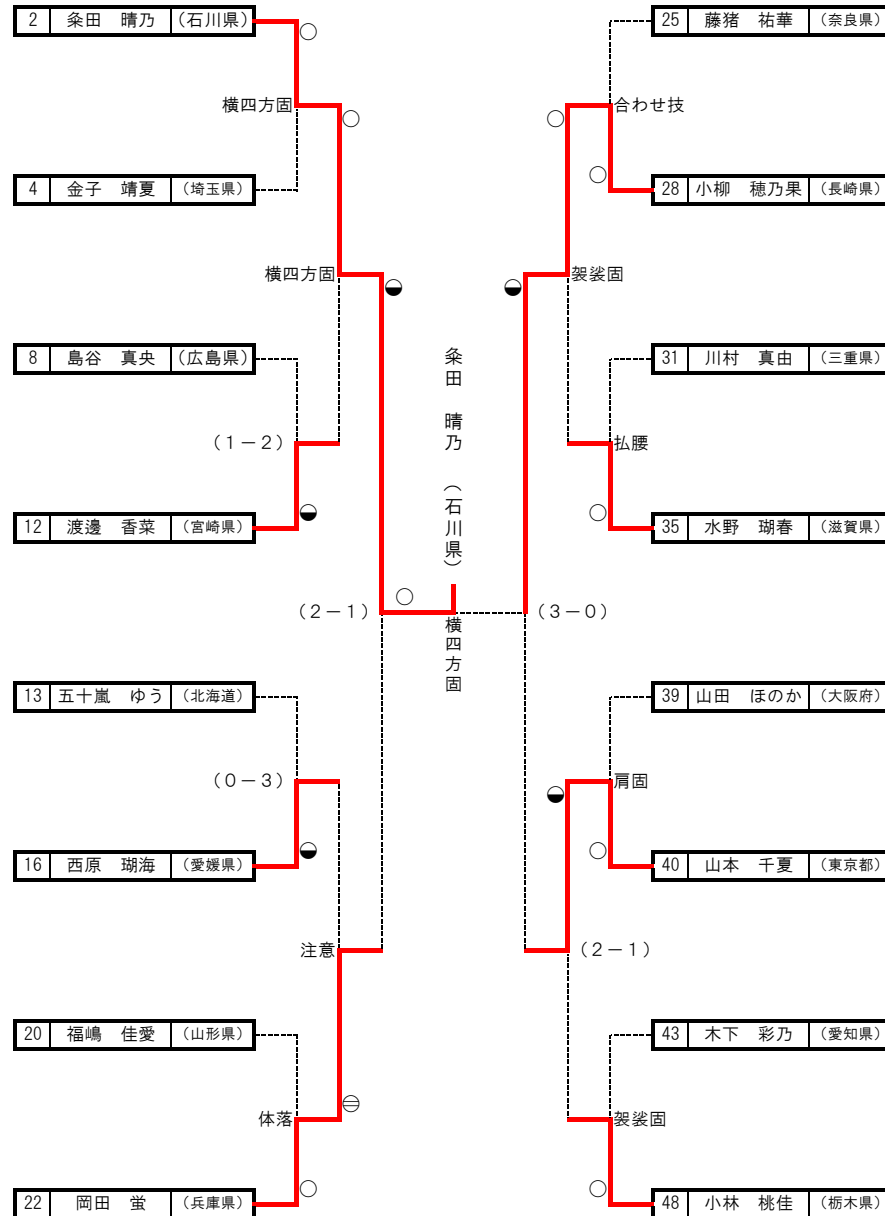 2 粂田 晴乃 (石川県)
○
横四方固
○
4 金子 靖夏 (埼玉県)
横四方固
8 島谷 真央 (広島県)
(1－2)
12 渡邊 香菜 (宮崎県)
(2－1)
○
13 五十嵐 ゆう (北海道)
(0－3)
16 西原 瑚海 (愛媛県)
注意
20 福嶋 佳愛 (山形県)
体落
22 岡田 蛍 (兵庫県)
○
粂田 晴乃 (石川県)
横四方固
25 藤猪 祐華 (奈良県)
合わせ技
○
○
28 小柳 穂乃果 (長崎県)
袈裟固
31 川村 真由 (三重県)
払腰
○
35 水野 瑚春 (滋賀県)
(3－0)
39 山田 ほのか (大阪府)
肩固
○
40 山本 千夏 (東京都)
(2－1)
43 木下 彩乃 (愛知県)
袈裟固
○
48 小林 桃佳 (栃木県)